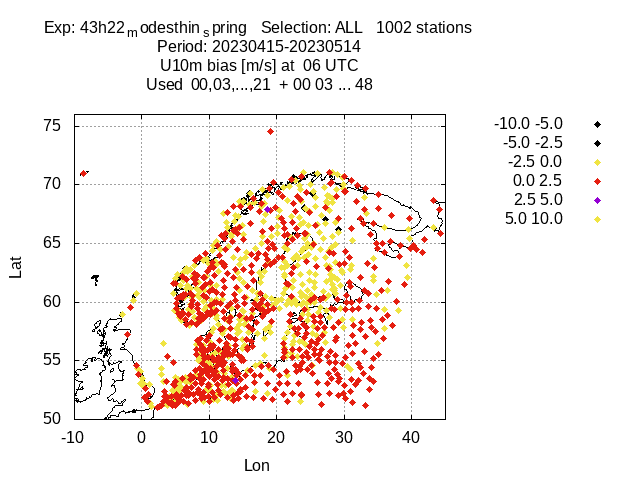 Exp: 43h22modesthinspring   Selection: ALL   1002 stations
Period: 20230415-20230514
U10m bias [m/s] at  06 UTC
Used  00,03,...,21  + 00 03 ... 48
-10.0 -5.0
-5.0 -2.5
-2.5 0.0
0.0 2.5
2.5 5.0
5.0 10.0
75
70
65
60
55
50
Lat
-10 0 10 20 30 40
Lon